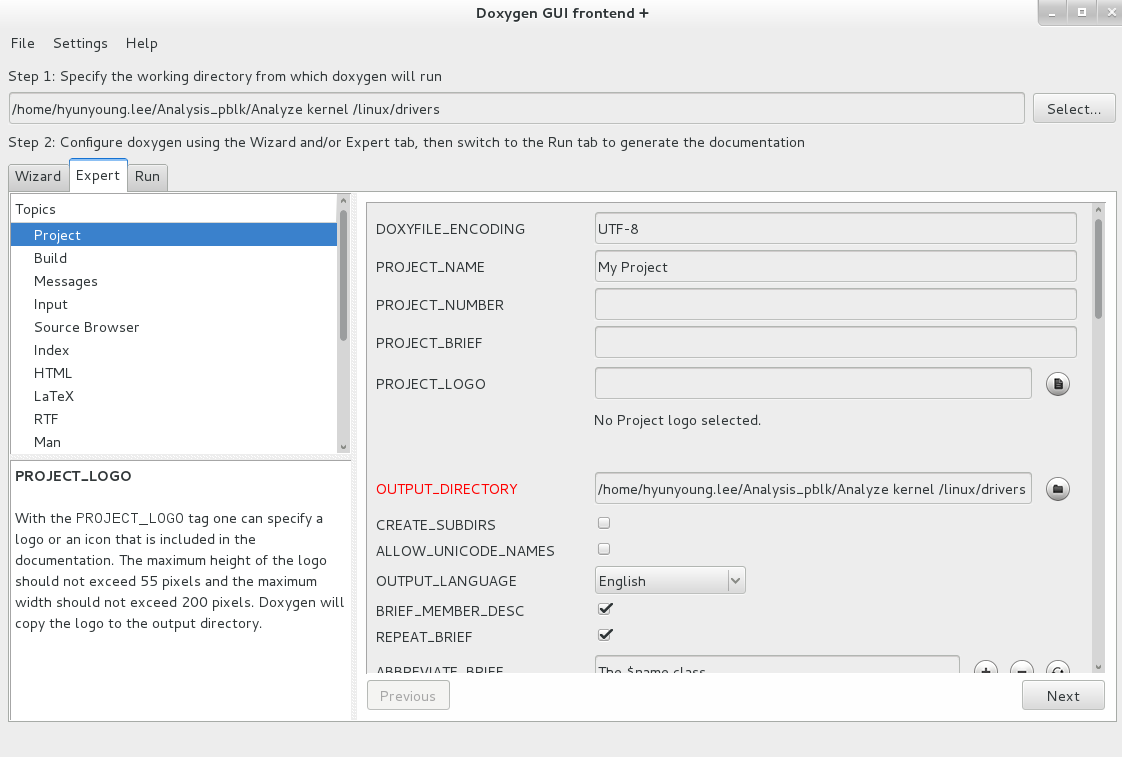 Doxygen GUI frontend +
File Settings Help
Step 1: Specify the working directory from which doxygen will run
/home/hyunyoung.lee/Analysis_pblk/Analyze kernel /linux/drivers
Select...
Step 2: Configure doxygen using the Wizard and/or Expert tab, then switch to the Run tab to generate the documentation
Wizard Expert Run
Topics
Project
Build
Messages
Input
Source Browser
Index
HTML
LaTeX
RTF
Man
PROJECT_LOGO
With the PROJECT_LOGO tag one can specify a
logo or an icon that is included in the
documentation. The maximum height of the logo
should not exceed 55 pixels and the maximum
width should not exceed 200 pixels. Doxygen will
copy the logo to the output directory.
DOXYFILE_ENCODING UTF-8
PROJECT_NAME My Project
PROJECT_NUMBER
PROJECT_BRIEF
PROJECT_LOGO
No Project logo selected.
OUTPUT_DIRECTORY /home/hyunyoung.lee/Analysis_pblk/Analyze kernel /linux/drivers
CREATE_SUBDIRS
ALLOW_UNICODE_NAMES
OUTPUT_LANGUAGE English
BRIEF_MEMBER_DESC
REPEAT_BRIEF
ABBREVIATE_BRIEF The $name class
Previous Next